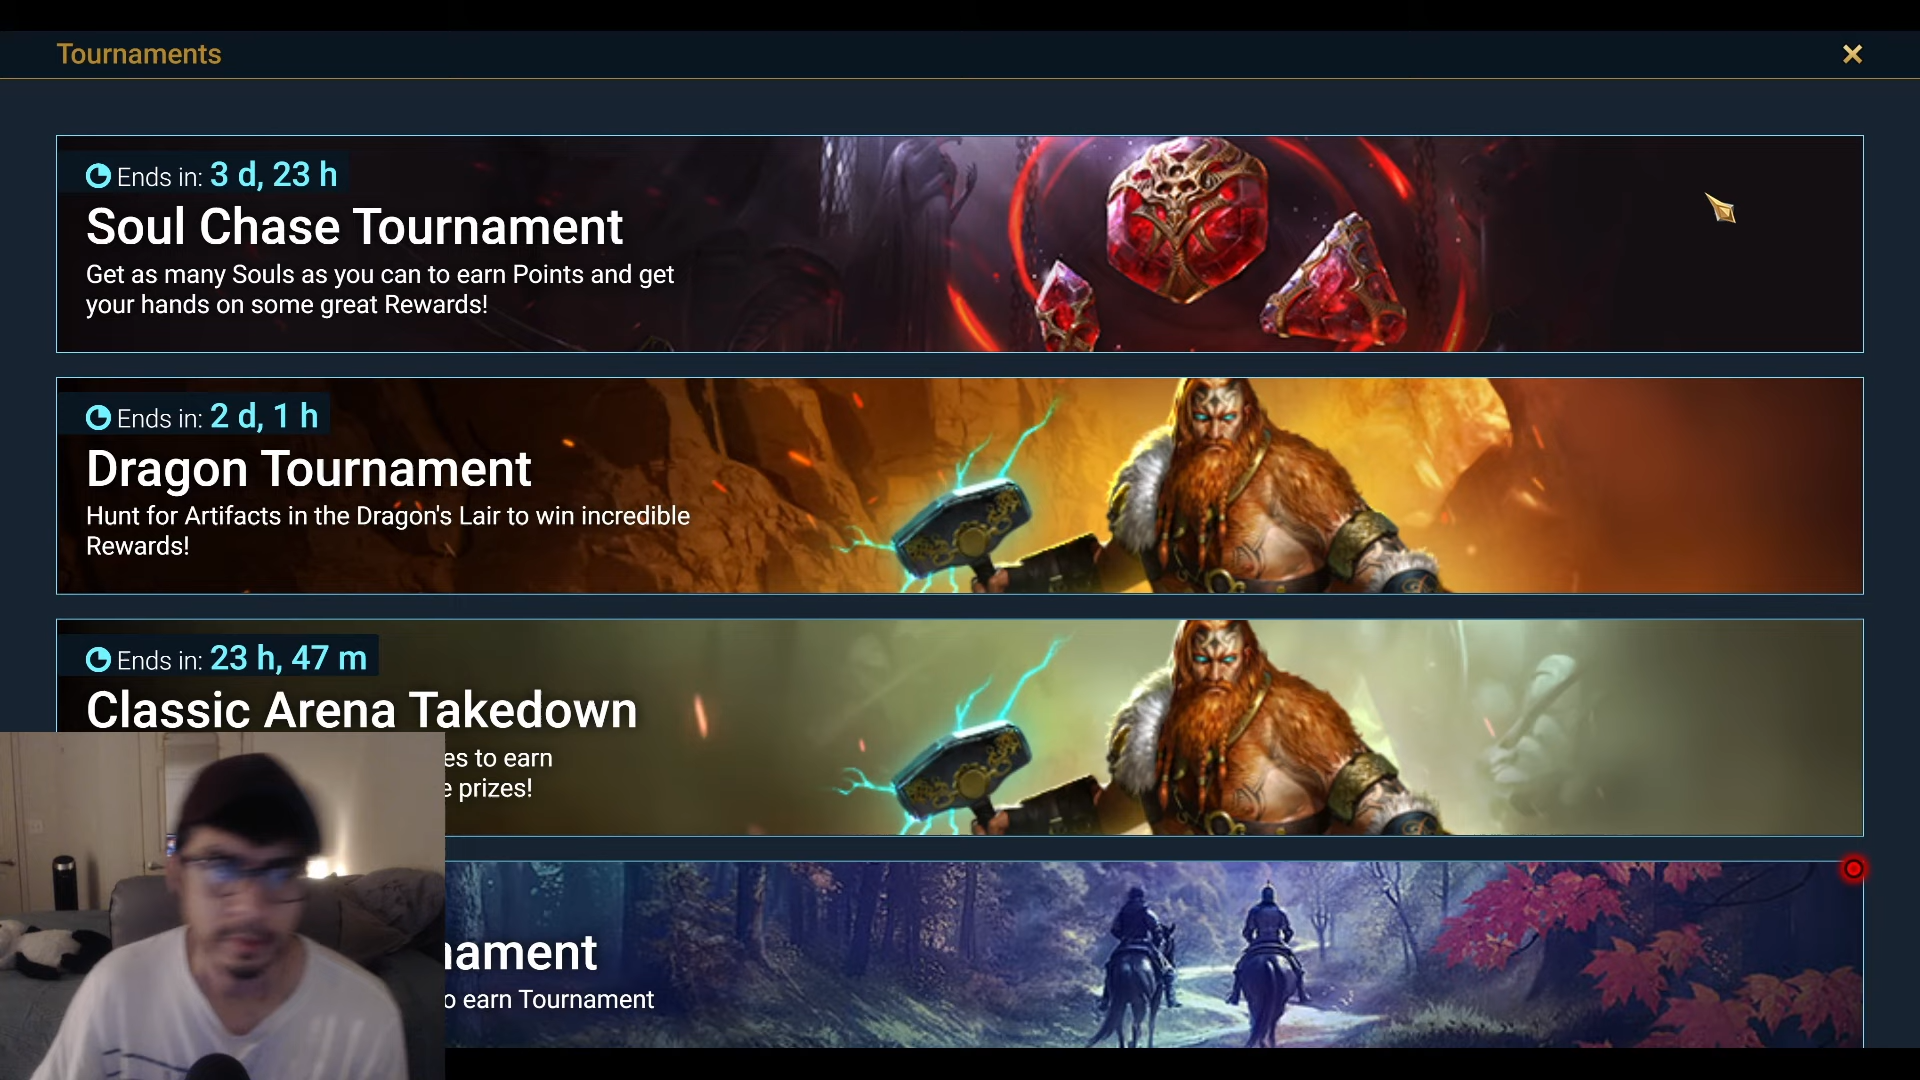 Tournaments
Ends in: 3 d, 23 h
Soul Chase Tournament
Get as many Souls as you can to earn Points and get
your hands on some great Rewards!
Ends in: 2 d, 1 h
Dragon Tournament
Hunt for Artifacts in the Dragon's Lair to win incredible
Rewards!
Ends in: 23 h, 47 m
Classic Arena Takedown
es to earn
e prizes!
nament
o earn Tournament